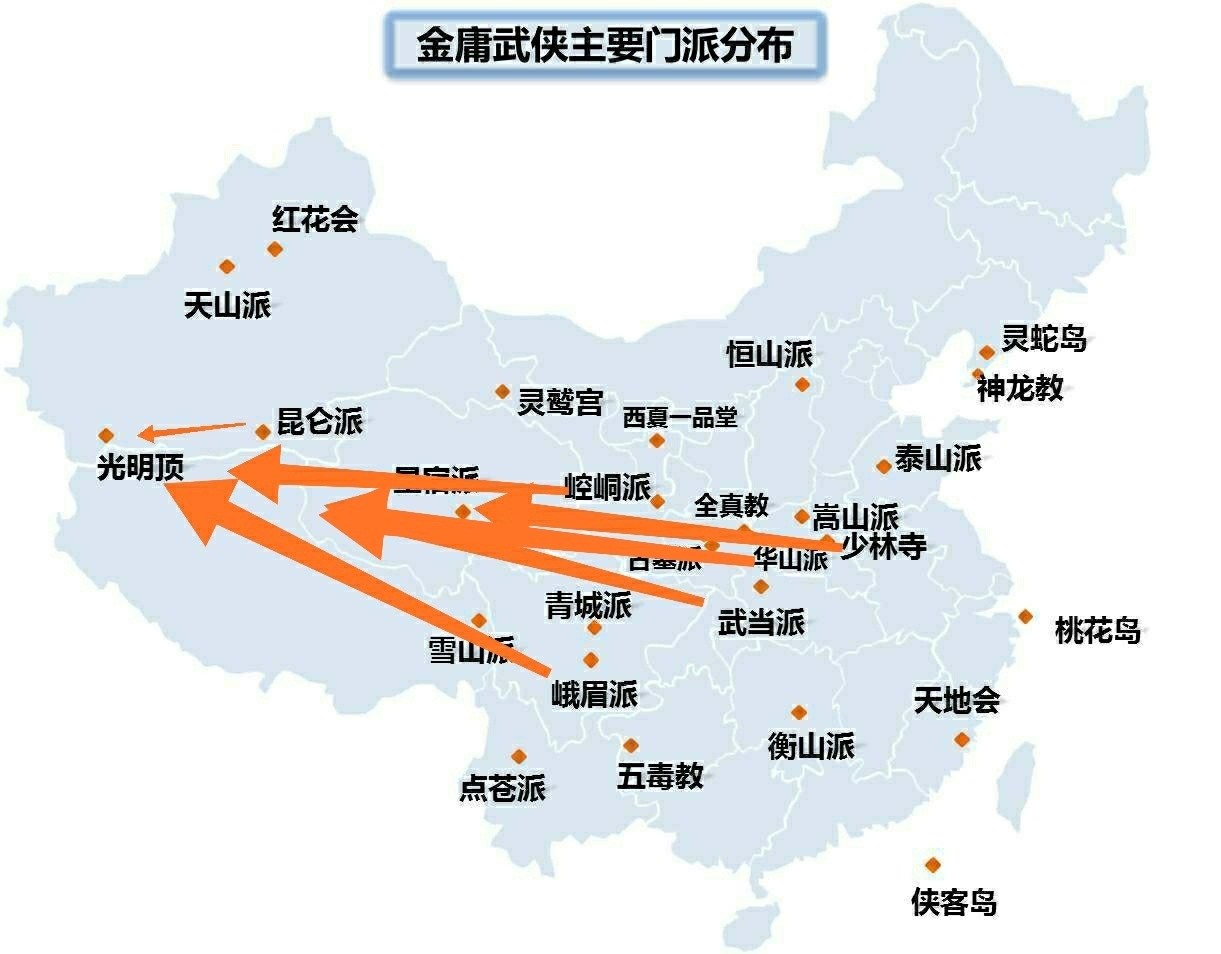 金庸武侠主要门派分布
红花会
天山派
灵蛇岛
恒山派
神龙教
灵鹫宫
西夏一品堂
昆仑派
光明顶
泰山派
星宿派
崆峒派
全真教
嵩山派
少林寺
古墓派
华山派
青城派
武当派
桃花岛
雪山派
峨眉派
天地会
衡山派
五毒教
点苍派
侠客岛